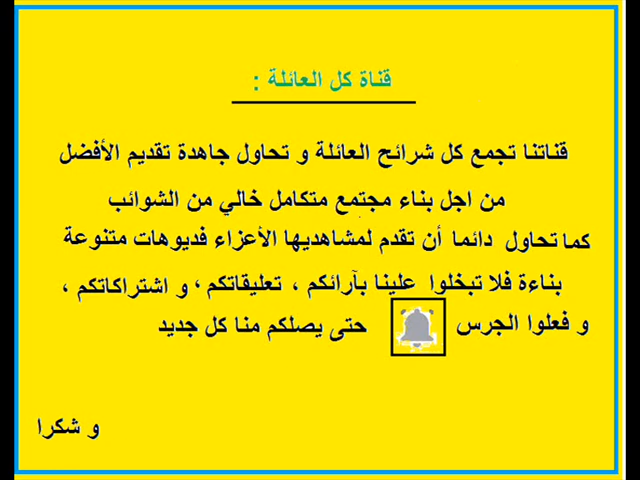 قناة كل العائلة :
قناتنا تجمع كل شرائح العائلة و تحاول جاهدة تقديم الأفضل
من اجل بناء مجتمع متكامل خالي من الشوائب
كما تحاول دائما أن تقدم لمشاهديها الأعزاء فديوهات متنوعة
بناءة فلا تبخلوا علينا بآرائكم ، تعليقاتكم ، و اشتراكاتكم ،
و فعلوا الجرس حتى يصلكم منا كل جديد
و شكرا